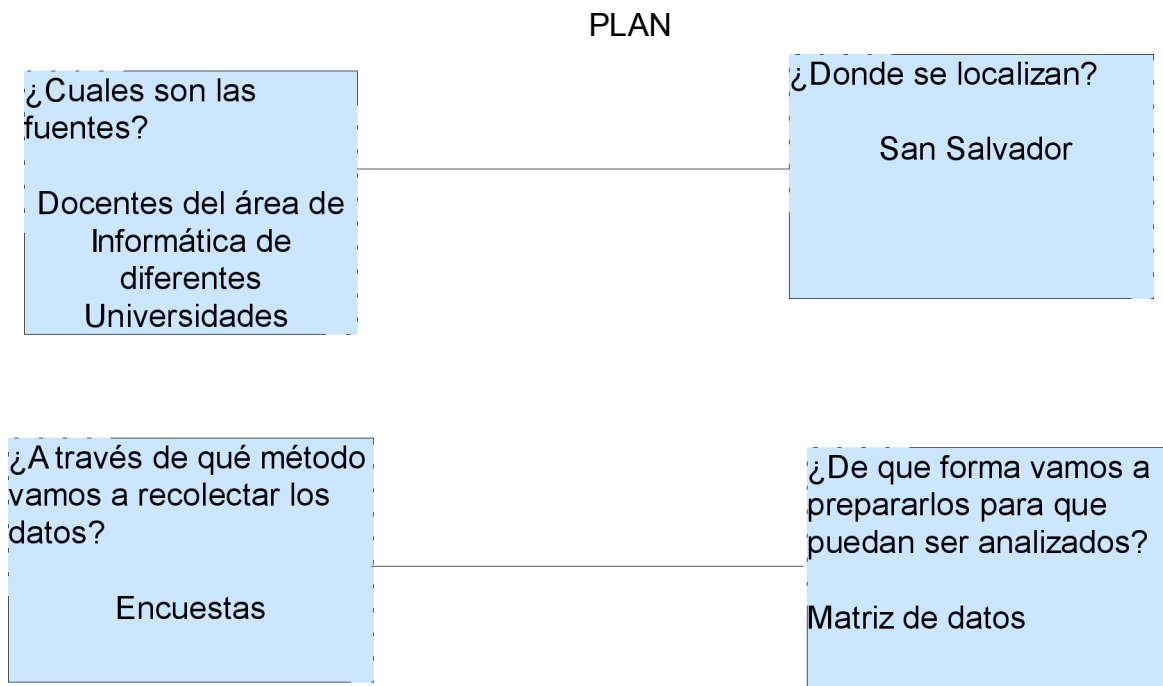 PLAN
¿Cuales son las
fuentes?
Docentes del área de
Informática de
diferentes
Universidades
¿Donde se localizan?
San Salvador
¿A través de qué método
vamos a recolectar los
datos?
Encuestas
¿De que forma vamos a
prepararlos para que
puedan ser analizados?
Matriz de datos